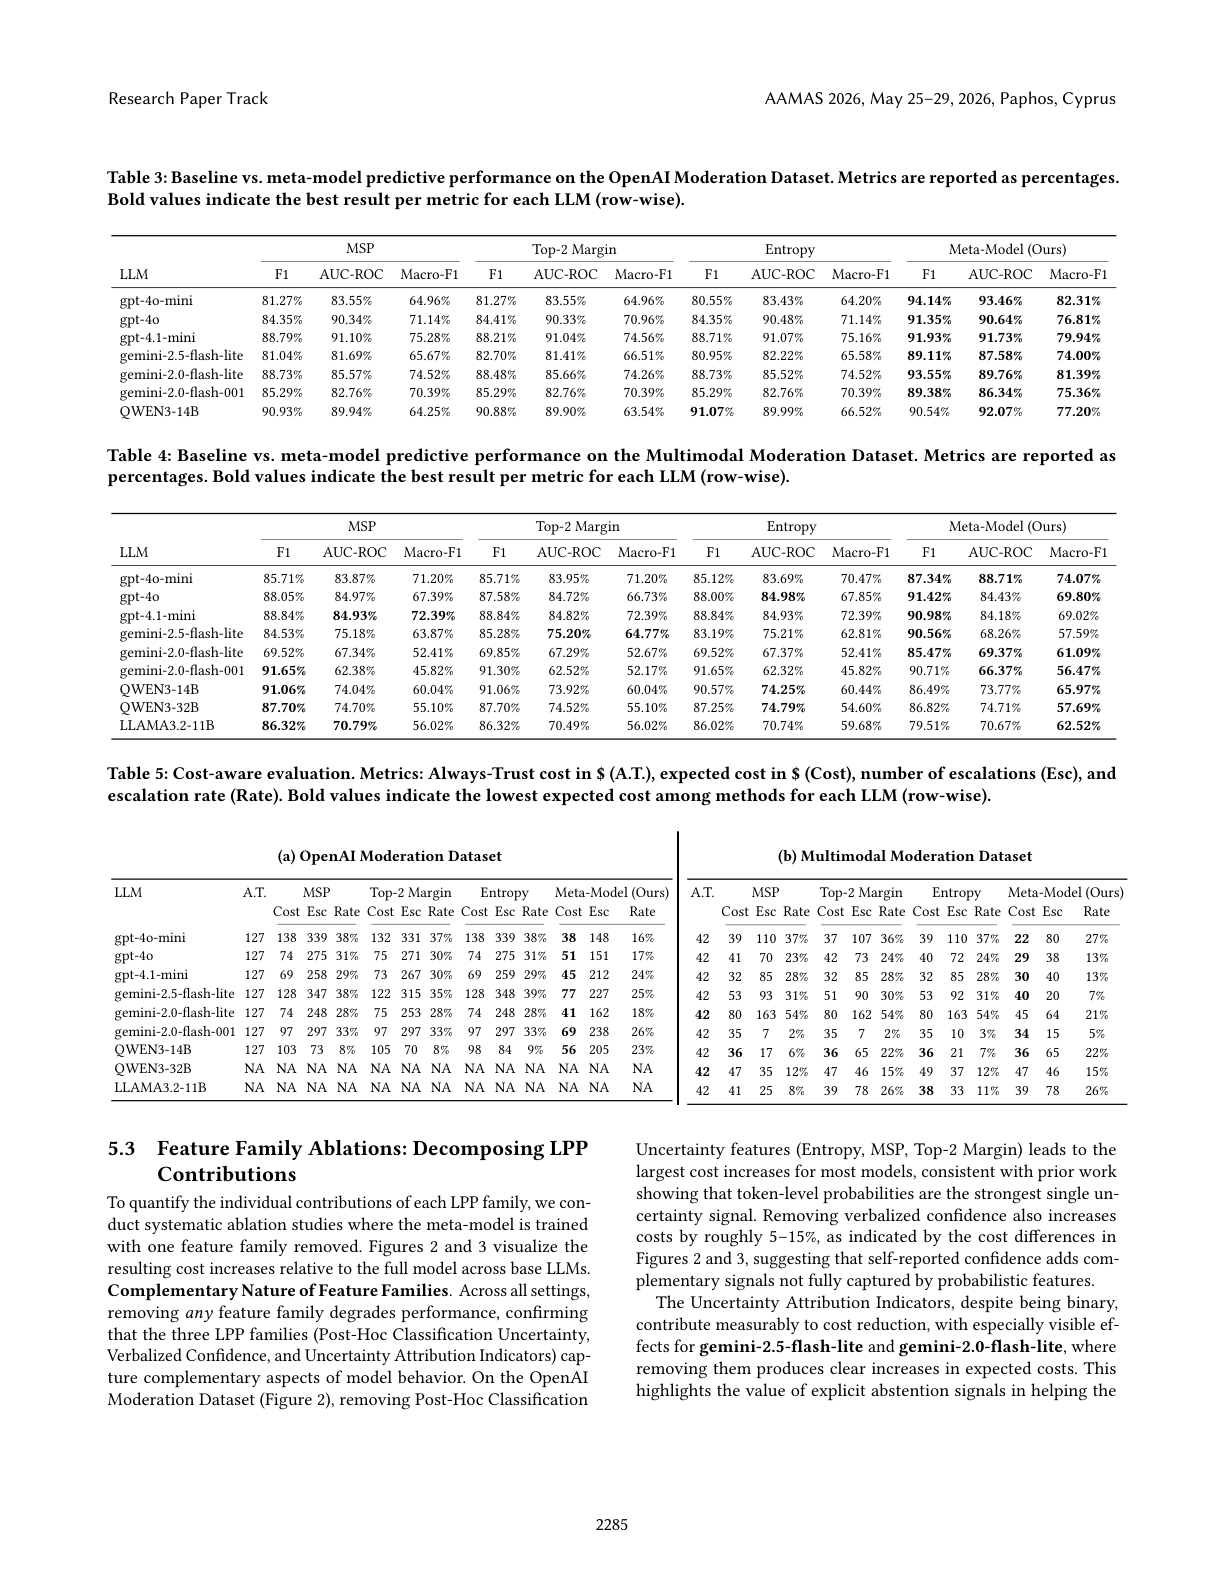 Research Paper Track
AAMAS 2026, May 25–29, 2026, Paphos, Cyprus
Table 3: Baseline vs. meta-model predictive performance on the OpenAI Moderation Dataset. Metrics are reported as percentages.
Bold values indicate the best result per metric for each LLM (row-wise).
MSP Top-2 Margin Entropy Meta-Model (Ours)
LLM F1 AUC-ROC Macro-F1 F1 AUC-ROC Macro-F1 F1 AUC-ROC Macro-F1 F1 AUC-ROC Macro-F1
gpt-4o-mini 81.27% 83.55% 64.96% 81.27% 83.55% 64.96% 80.55% 83.43% 64.20% 94.14% 93.46% 82.31%
gpt-4o 84.35% 90.34% 71.14% 84.41% 90.33% 70.96% 84.35% 90.48% 71.14% 91.35% 90.64% 76.81%
gpt-4.1-mini 88.79% 91.10% 75.28% 88.21% 91.04% 74.56% 88.71% 91.07% 75.16% 91.93% 91.73% 79.94%
gemini-2.5-flash-lite 81.04% 81.69% 65.67% 82.70% 81.41% 66.51% 80.95% 82.22% 65.58% 89.11% 87.58% 74.00%
gemini-2.0-flash-lite 88.73% 85.57% 74.52% 88.48% 85.66% 74.26% 88.73% 85.52% 74.52% 93.55% 89.76% 81.39%
gemini-2.0-flash-001 85.29% 82.76% 70.39% 85.29% 82.76% 70.39% 85.29% 82.76% 70.39% 89.38% 86.34% 75.36%
QWEN3-14B 90.93% 89.94% 64.25% 90.88% 89.90% 63.54% 91.07% 89.99% 66.52% 90.54% 92.07% 77.20%
Table 4: Baseline vs. meta-model predictive performance on the Multimodal Moderation Dataset. Metrics are reported as
percentages. Bold values indicate the best result per metric for each LLM (row-wise).
MSP Top-2 Margin Entropy Meta-Model (Ours)
LLM F1 AUC-ROC Macro-F1 F1 AUC-ROC Macro-F1 F1 AUC-ROC Macro-F1 F1 AUC-ROC Macro-F1
gpt-4o-mini 85.71% 83.87% 71.20% 85.71% 83.95% 71.20% 85.12% 83.69% 70.47% 87.34% 88.71% 74.07%
gpt-4o 88.05% 84.97% 67.39% 87.58% 84.72% 66.73% 88.00% 84.98% 67.85% 91.42% 84.43% 69.80%
gpt-4.1-mini 88.84% 84.93% 72.39% 88.84% 84.82% 72.39% 88.84% 84.93% 72.39% 90.98% 84.18% 69.02%
gemini-2.5-flash-lite 84.53% 75.18% 63.87% 85.28% 75.20% 64.77% 83.19% 75.21% 62.81% 90.56% 68.26% 57.59%
gemini-2.0-flash-lite 69.52% 67.34% 52.41% 69.85% 67.29% 52.67% 69.52% 67.37% 52.41% 85.47% 69.37% 61.09%
gemini-2.0-flash-001 91.65% 62.38% 45.82% 91.30% 62.52% 52.17% 91.65% 62.32% 45.82% 90.71% 66.37% 56.47%
QWEN3-14B 91.06% 74.04% 60.04% 91.06% 73.92% 60.04% 90.57% 74.25% 60.44% 86.49% 73.77% 65.97%
QWEN3-32B 87.70% 74.70% 55.10% 87.70% 74.52% 55.10% 87.25% 74.79% 54.60% 86.82% 74.71% 57.69%
LLAMA3.2-11B 86.32% 70.79% 56.02% 86.32% 70.49% 56.02% 86.02% 70.74% 59.68% 79.51% 70.67% 62.52%
Table 5: Cost-aware evaluation. Metrics: Always-Trust cost in $ (A.T.), expected cost in $ (Cost), number of escalations (Esc), and
escalation rate (Rate). Bold values indicate the lowest expected cost among methods for each LLM (row-wise).
(a) OpenAI Moderation Dataset
LLM A.T. MSP Top-2 Margin Entropy Meta-Model (Ours)
Cost Esc Rate Cost Esc Rate Cost Esc Rate Cost Esc Rate
gpt-4o-mini 127 138 339 38% 132 331 37% 138 339 38% 38 148 16%
gpt-4o 127 74 275 31% 75 271 30% 74 275 31% 51 151 17%
gpt-4.1-mini 127 69 258 29% 73 267 30% 69 259 29% 45 212 24%
gemini-2.5-flash-lite 127 128 347 38% 122 315 35% 128 348 39% 77 227 25%
gemini-2.0-flash-lite 127 74 248 28% 75 253 28% 74 248 28% 41 162 18%
gemini-2.0-flash-001 127 97 297 33% 97 297 33% 97 297 33% 69 238 26%
QWEN3-14B 127 103 73 8% 105 70 8% 98 84 9% 56 205 23%
QWEN3-32B NA NA NA NA NA NA NA NA NA NA NA NA NA
LLAMA3.2-11B NA NA NA NA NA NA NA NA NA NA NA NA NA
(b) Multimodal Moderation Dataset
A.T. MSP Top-2 Margin Entropy Meta-Model (Ours)
Cost Esc Rate Cost Esc Rate Cost Esc Rate Cost Esc Rate
42 39 110 37% 37 107 36% 39 110 37% 22 80 27%
42 41 70 23% 42 73 24% 40 72 24% 29 38 13%
42 32 85 28% 32 85 28% 32 85 28% 30 40 13%
42 53 93 31% 51 90 30% 53 92 31% 40 20 7%
42 80 163 54% 80 162 54% 80 163 54% 45 64 21%
42 35 7 2% 35 7 2% 35 10 3% 34 15 5%
42 36 17 6% 36 65 22% 36 21 7% 36 65 22%
42 47 35 12% 47 46 15% 49 37 12% 47 46 15%
42 41 25 8% 39 78 26% 38 33 11% 39 78 26%
5.3 Feature Family Ablations: Decomposing LPP
Contributions
To quantify the individual contributions of each LPP family, we con-
duct systematic ablation studies where the meta-model is trained
with one feature family removed. Figures 2 and 3 visualize the
resulting cost increases relative to the full model across base LLMs.
Complementary Nature of Feature Families. Across all settings,
removing any feature family degrades performance, confirming
that the three LPP families (Post-Hoc Classification Uncertainty,
Verbalized Confidence, and Uncertainty Attribution Indicators) cap-
ture complementary aspects of model behavior. On the OpenAI
Moderation Dataset (Figure 2), removing Post-Hoc Classification
Uncertainty features (Entropy, MSP, Top-2 Margin) leads to the
largest cost increases for most models, consistent with prior work
showing that token-level probabilities are the strongest single un-
certainty signal. Removing verbalized confidence also increases
costs by roughly 5–15%, as indicated by the cost differences in
Figures 2 and 3, suggesting that self-reported confidence adds com-
plementary signals not fully captured by probabilistic features.
The Uncertainty Attribution Indicators, despite being binary,
contribute measurably to cost reduction, with especially visible ef-
fects for gemini-2.5-flash-lite and gemini-2.0-flash-lite, where
removing them produces clear increases in expected costs. This
highlights the value of explicit abstention signals in helping the
2285